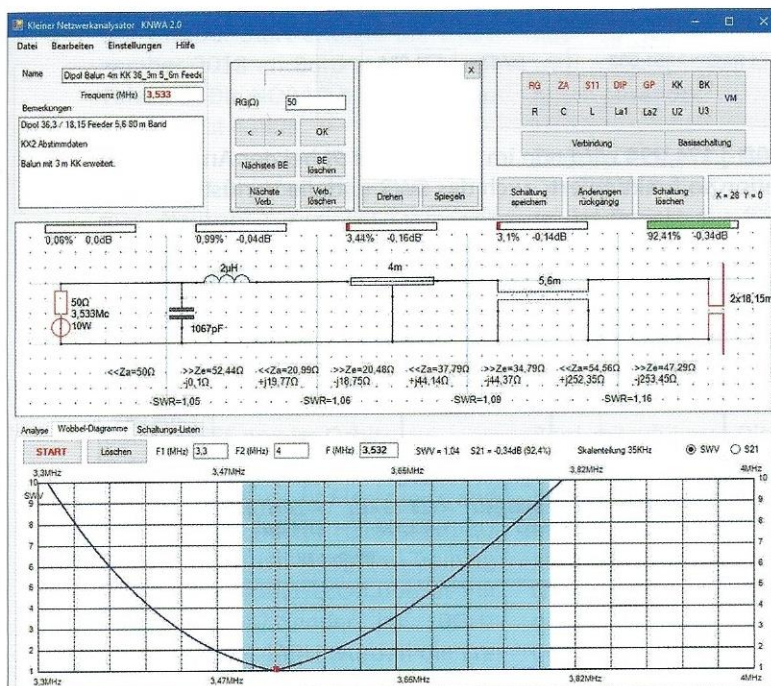 Kleiner Netzwerkanalysator KNWA 2.0
Datei Bearbeiten Einstellungen Hilfe
Name Dipol Balun 4m KK 36_3m 5_6m Feede
Frequenz (MHz) 3,533
Bemerkungen
Dipol 36,3 / 18,15 Feeder 5,6 80 m Band
KX2 Abstimmdaten
Balun mit 3 m KK erweitert.
RG(Ω) 50
< > OK
Nächstes BE BE löschen
Nächste Verb. Verb. löschen
X
Drehen Spiegeln
RG ZA S11 DIP GP KK BK VM
R C L La1 La2 U2 U3
Verbindung Basisschaltung
Schaltung speichern Änderungen rückgängig Schaltung löschen X = 28 Y = 0
0,06% 0,0dB 0,99% -0,04dB 3,44% -0,16dB 3,1% -0,14dB 92,41% -0,34dB
2µH 4m 5,6m
50Ω
3,533Mc
10W
1067pF
2x18,15m
<<Za=50Ω >>Ze=52,44Ω <<Za=20,99Ω >>Ze=20,48Ω <<Za=37,79Ω >>Ze=34,79Ω <<Za=54,56Ω >>Ze=47,29Ω
-j0,1Ω +j19,77Ω -j18,75Ω +j44,14Ω -j44,37Ω +j252,35Ω -j253,45Ω
-SWR=1,05 -SWR=1,06 -SWR=1,09 -SWR=1,16
Analyse Wobbel-Diagramme Schaltungs-Listen
START Löschen F1 (MHz) 3,3 F2 (MHz) 4 F (MHz) 3,532 SWV = 1,04 S21 = -0,34dB (92,4%) Skalenteilung 35KHz SWV S21
3,3MHz 3,47MHz 3,65MHz 3,82MHz 4MHz
10 10
SWV
9 9
8 8
7 7
6 6
5 5
4 4
3 3
2 2
1 1
3,3MHz 3,47MHz 3,65MHz 3,82MHz 4MHz